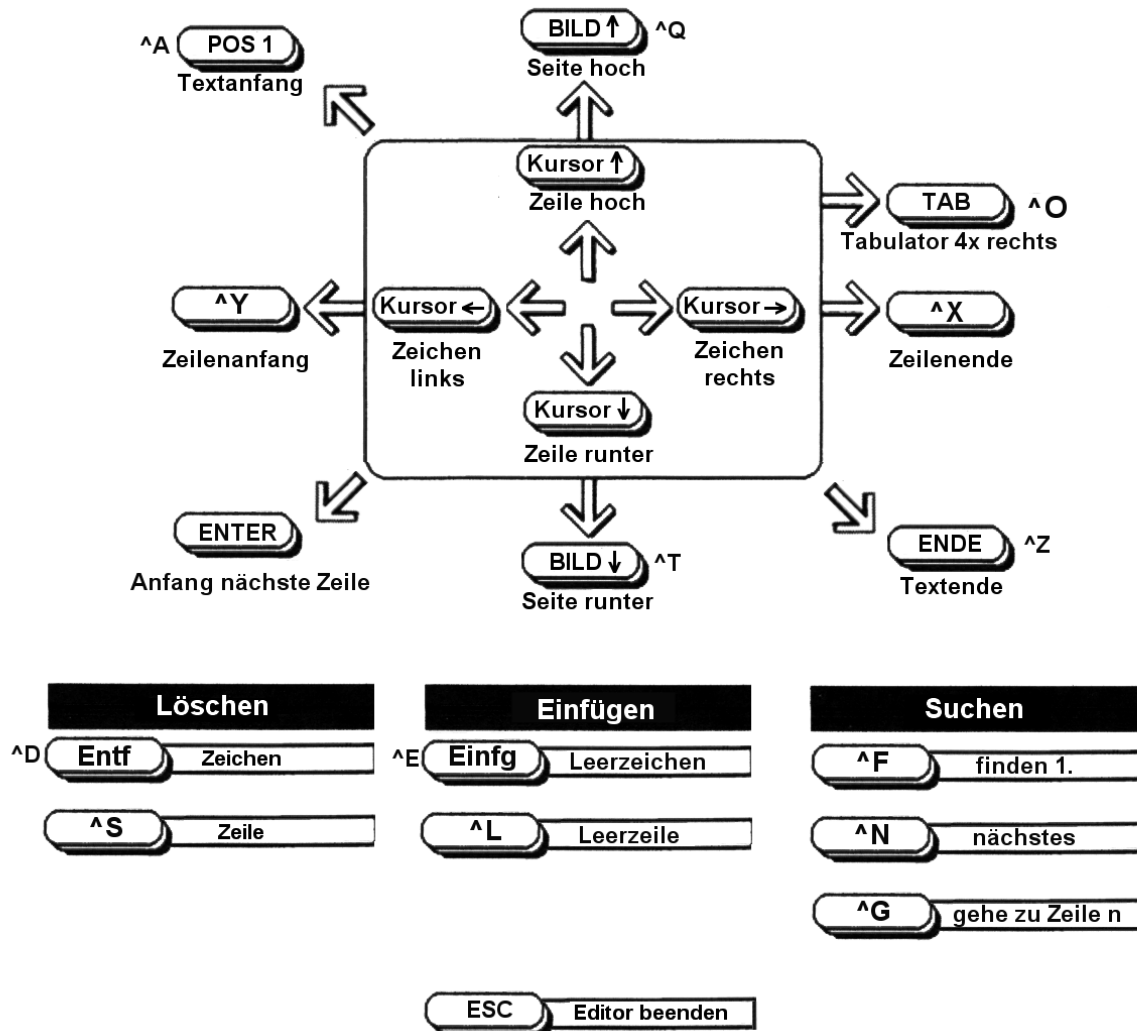 ^A POS 1
Textanfang
BILD ↑ ^Q
Seite hoch
Kursor ↑
Zeile hoch
TAB ^O
Tabulator 4x rechts
^Y
Zeilenanfang
Kursor ←
Zeichen
links
Kursor →
Zeichen
rechts
^X
Zeilenende
Kursor ↓
Zeile runter
ENTER
Anfang nächste Zeile
BILD ↓ ^T
Seite runter
ENDE ^Z
Textende
Löschen
^D Entf Zeichen
^S Zeile
Einfügen
^E Einfg Leerzeichen
^L Leerzeile
Suchen
^F finden 1.
^N nächstes
^G gehe zu Zeile n
ESC Editor beenden